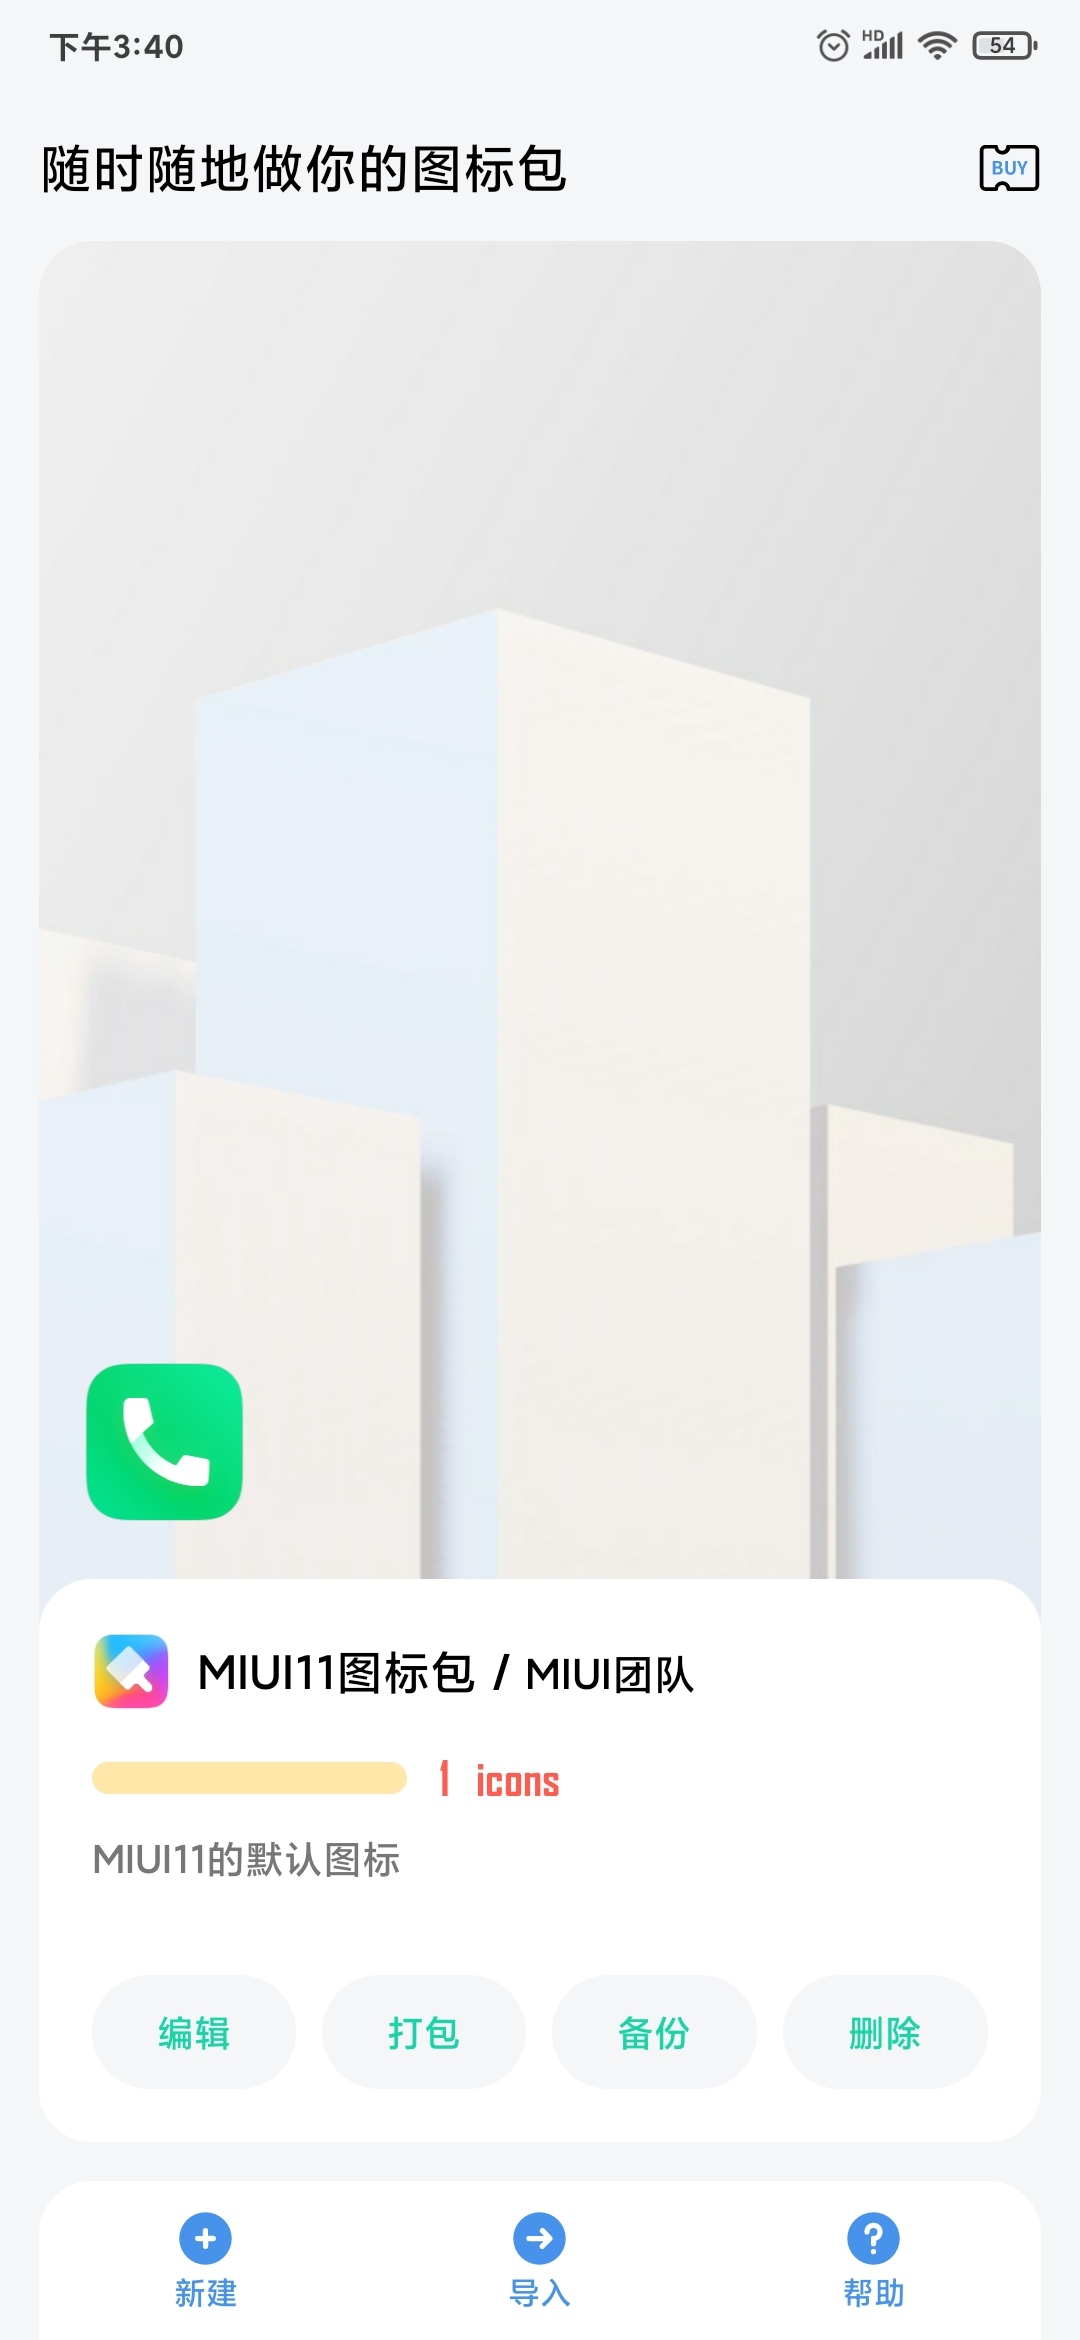 下午3:40 HD 54
随时随地做你的图标包 BUY
MIUI11图标包 / MIUI团队
1 icons
MIUI11的默认图标
编辑 打包 备份 删除
新建 导入 帮助